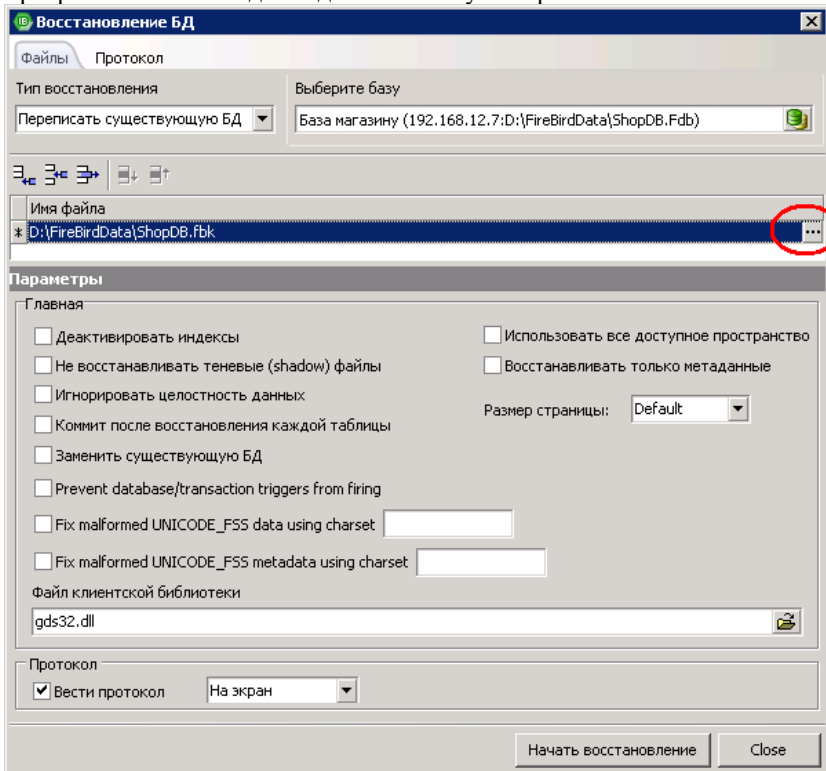 Восстановление БД
Файлы Протокол
Тип восстановления Выберите базу
Переписать существующую БД База магазину (192.168.12.7:D:\FireBirdData\ShopDB.Fdb)
Имя файла
* D:\FireBirdData\ShopDB.fbk ...
Параметры
Главная
Деактивировать индексы Использовать все доступное пространство
Не восстанавливать теневые (shadow) файлы Восстанавливать только метаданные
Игнорировать целостность данных
Размер страницы: Default
Коммит после восстановления каждой таблицы
Заменить существующую БД
Prevent database/transaction triggers from firing
Fix malformed UNICODE_FSS data using charset
Fix malformed UNICODE_FSS metadata using charset
Файл клиентской библиотеки
gds32.dll
Протокол
Вести протокол На экран
Начать восстановление Close